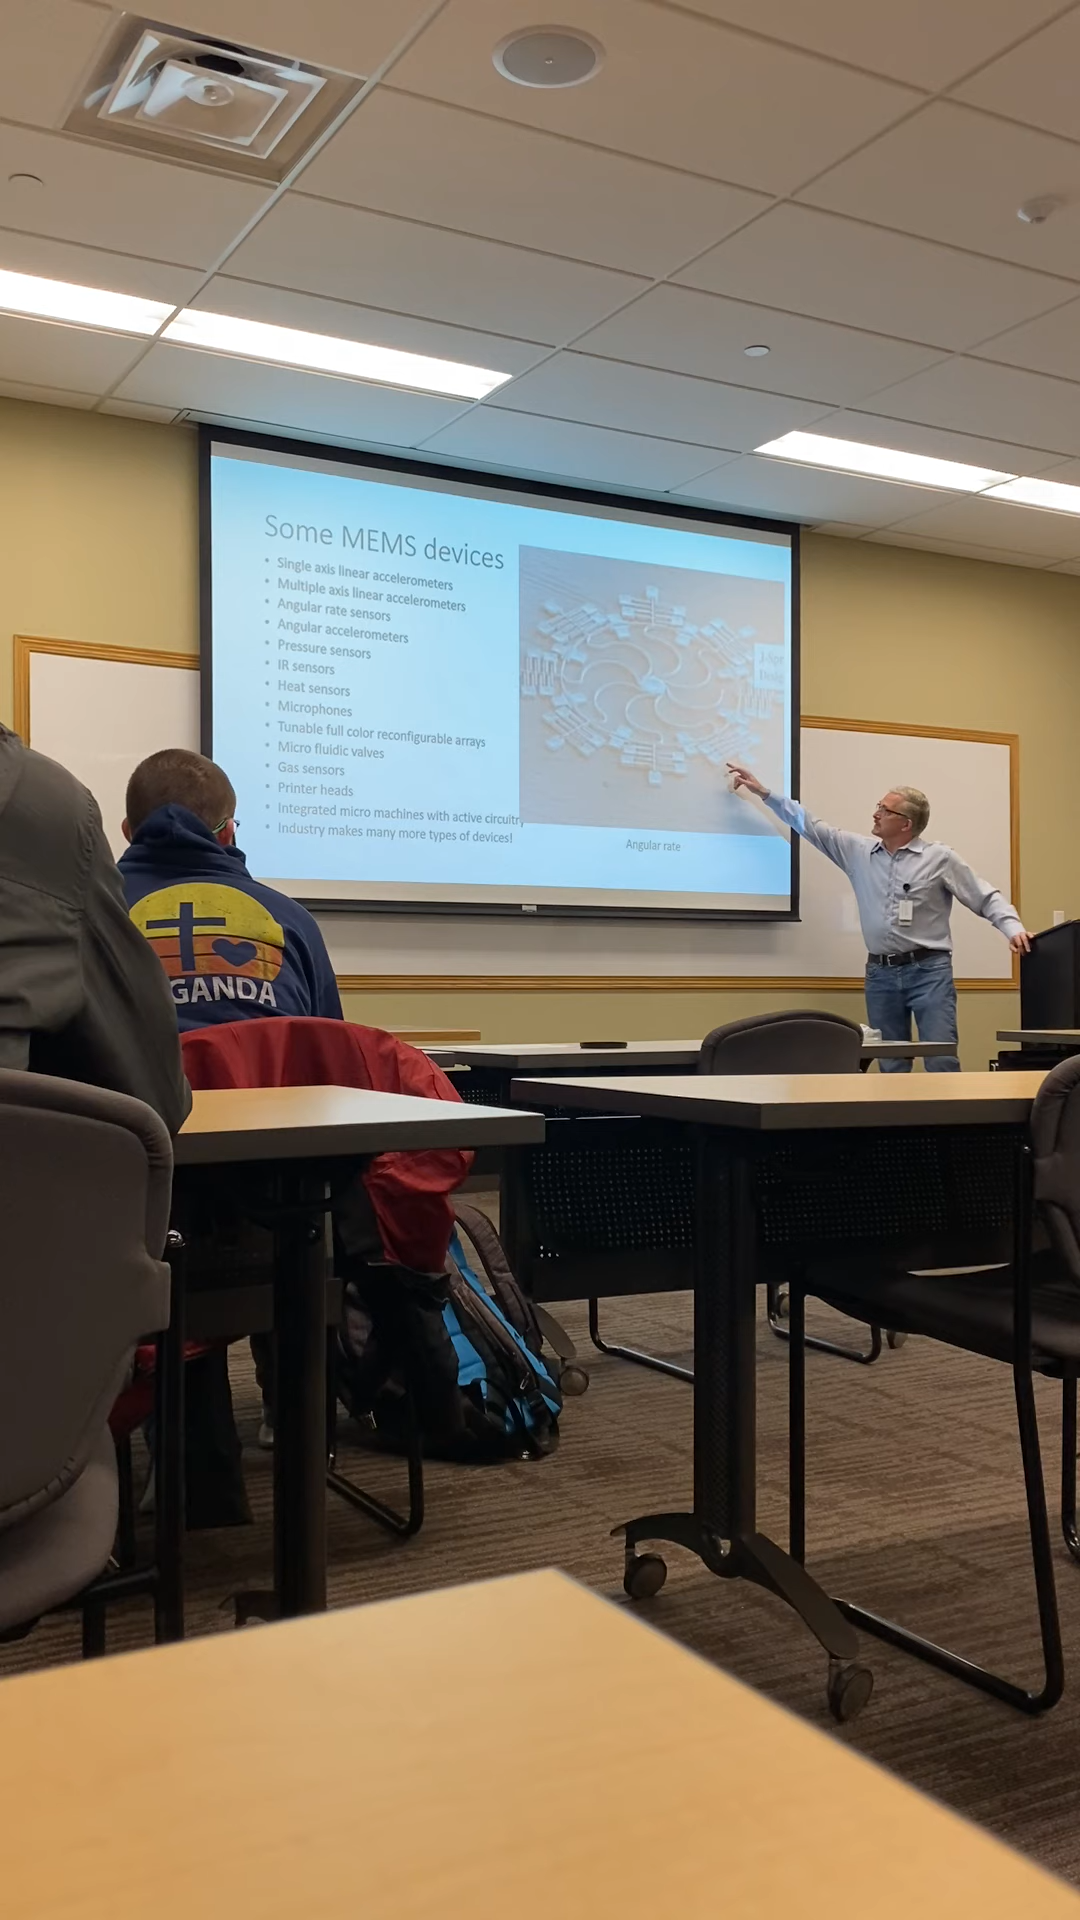 Some MEMS devices
• Single axis linear accelerometers
• Multiple axis linear accelerometers
• Angular rate sensors
• Angular accelerometers
• Pressure sensors
• IR sensors
• Heat sensors
• Microphones
• Tunable full color reconfigurable arrays
• Micro fluidic valves
• Gas sensors
• Printer heads
• Integrated micro machines with active circuitry
• Industry makes many more types of devices!
Angular rate
GANDA